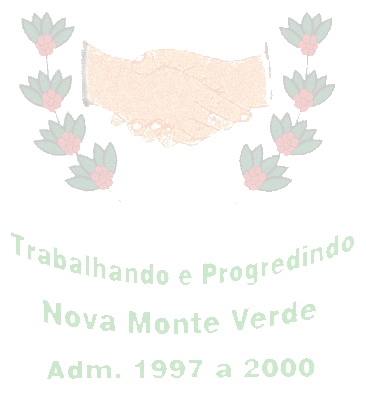 Trabalhando e Progredindo
Nova Monte Verde
Adm. 1997 a 2000